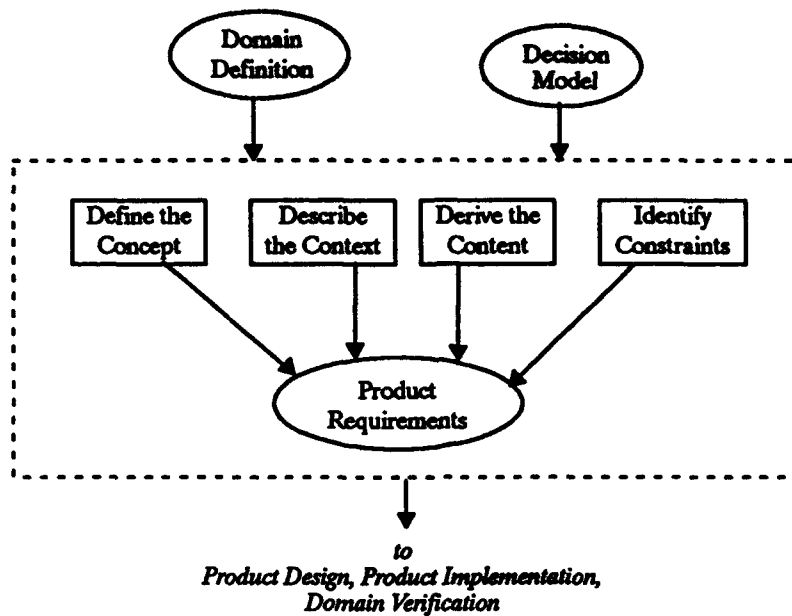 Domain
Definition
Decision
Model
Define the
Concept
Describe
the Context
Derive the
Content
Identify
Constraints
Product
Requirements
to
Product Design, Product Implementation,
Domain Verification